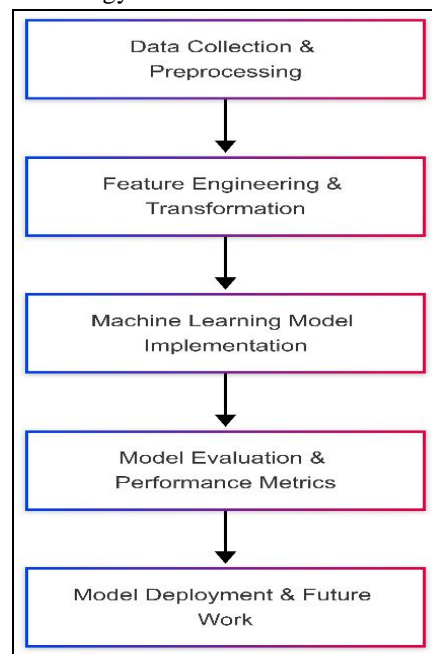 Data Collection &
Preprocessing
Feature Engineering &
Transformation
Machine Learning Model
Implementation
Model Evaluation &
Performance Metrics
Model Deployment & Future
Work